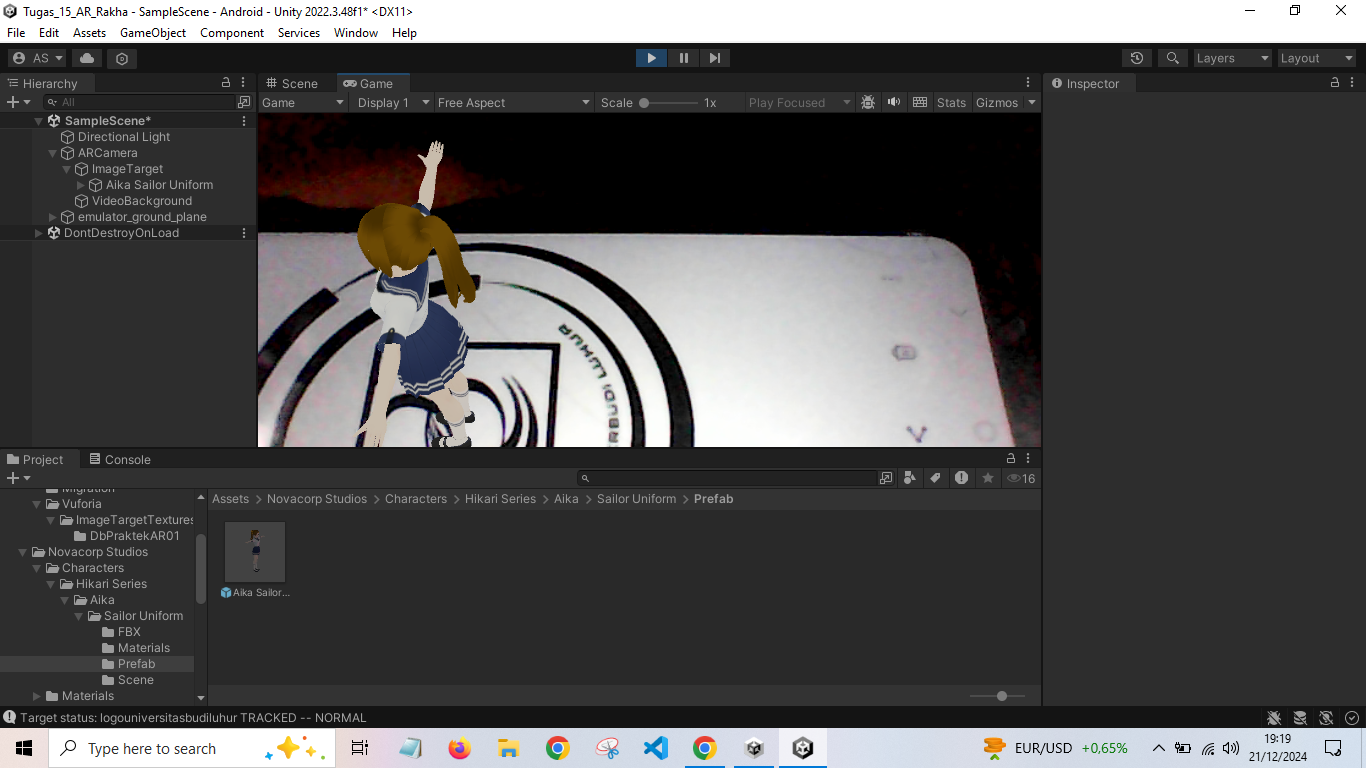 Tugas_15_AR_Rakha - SampleScene - Android - Unity 2022.3.48f1* <DX11>
File Edit Assets GameObject Component Services Window Help
AS Layers Layout
Hierarchy
All
SampleScene*
Directional Light
ARCamera
ImageTarget
Aika Sailor Uniform
VideoBackground
emulator_ground_plane
DontDestroyOnLoad
Scene Game
Game Display 1 Free Aspect Scale 1x Play Focused Stats Gizmos
BUDI LUHUR
Inspector
Project Console
16
Migration
Vuforia
ImageTargetTextures
DbPraktekAR01
Novacorp Studios
Characters
Hikari Series
Aika
Sailor Uniform
FBX
Materials
Prefab
Scene
Materials
Assets > Novacorp Studios > Characters > Hikari Series > Aika > Sailor Uniform > Prefab
Aika Sailor...
Target status: logouniversitasbudiluhur TRACKED -- NORMAL
Type here to search
EUR/USD +0,65%
19:19
21/12/2024